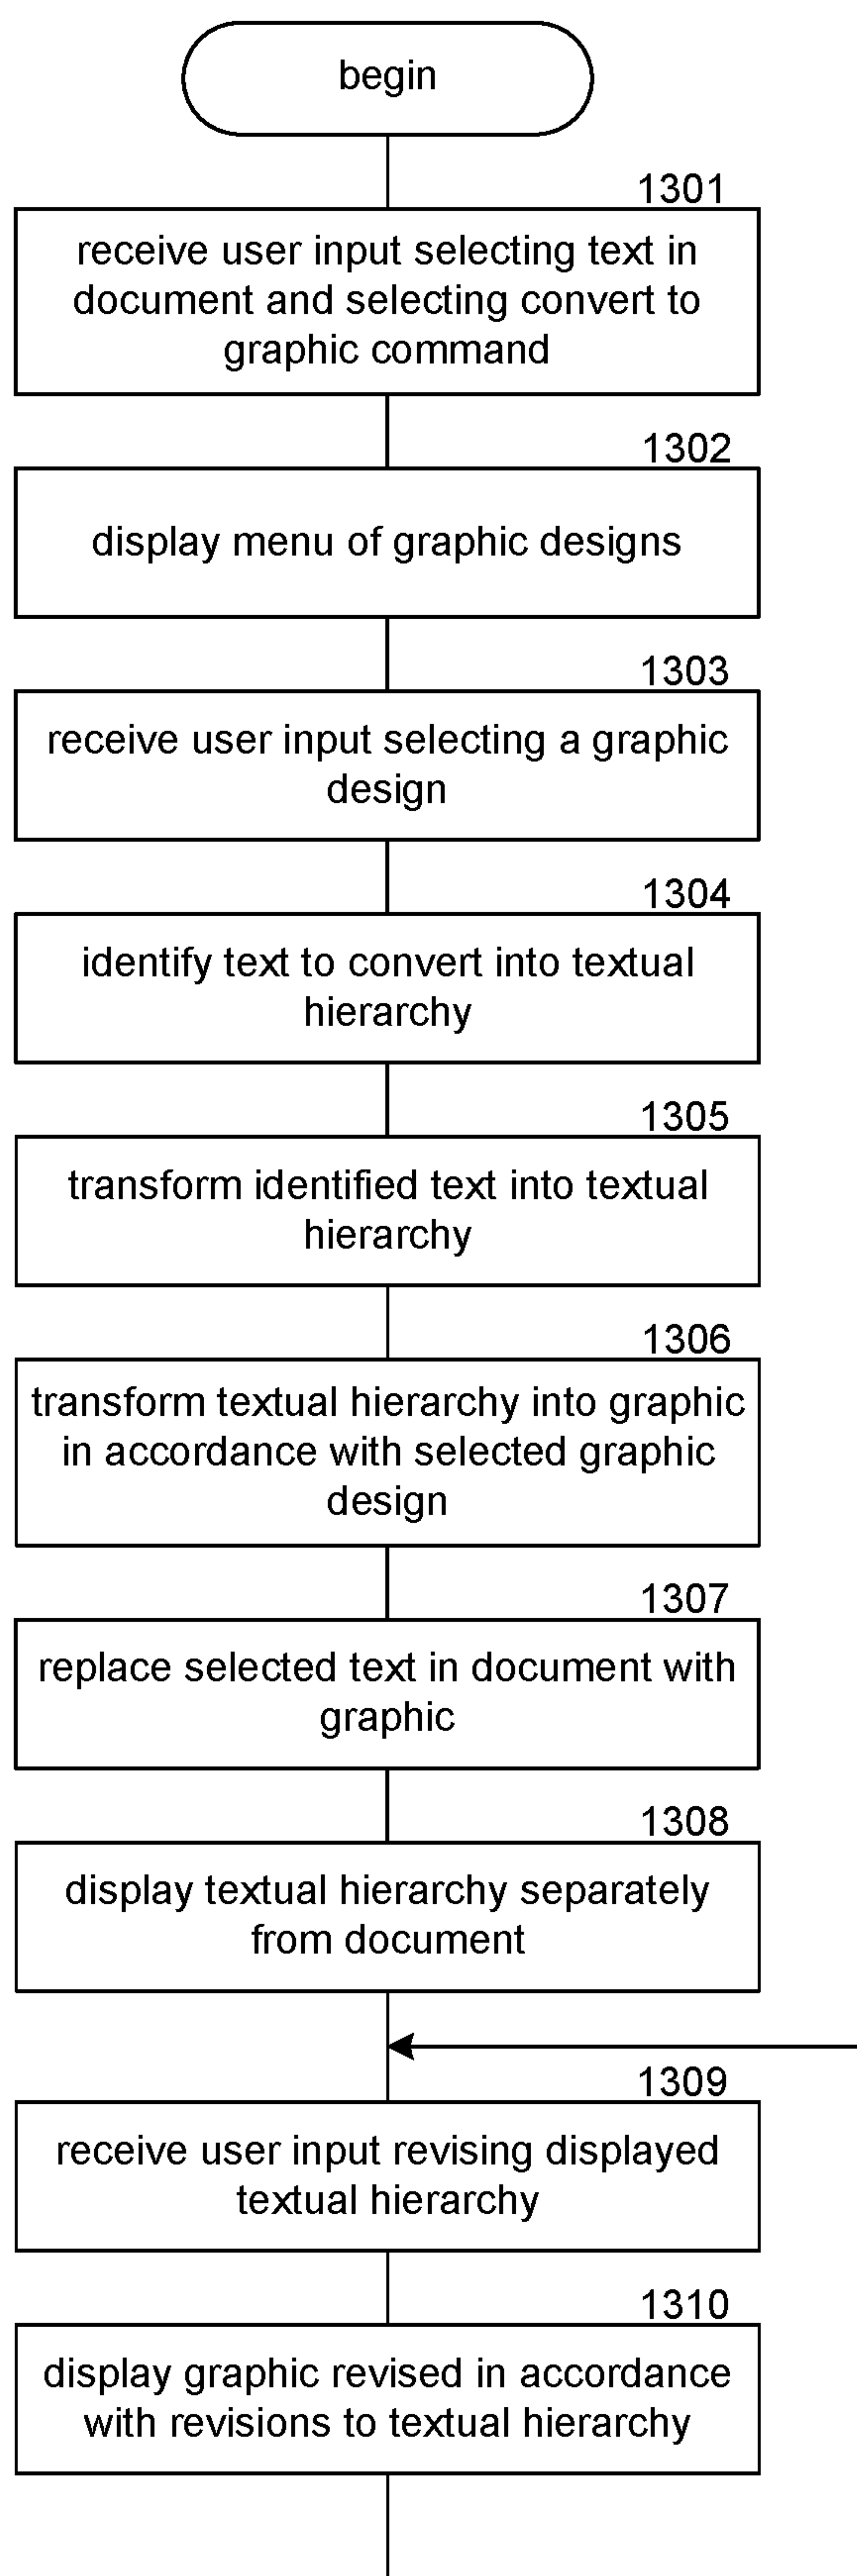 begin
1301
receive user input selecting text in
document and selecting convert to
graphic command
1302
display menu of graphic designs
1303
receive user input selecting a graphic
design
1304
identify text to convert into textual
hierarchy
1305
transform identified text into textual
hierarchy
1306
transform textual hierarchy into graphic
in accordance with selected graphic
design
1307
replace selected text in document with
graphic
1308
display textual hierarchy separately
from document
1309
receive user input revising displayed
textual hierarchy
1310
display graphic revised in accordance
with revisions to textual hierarchy